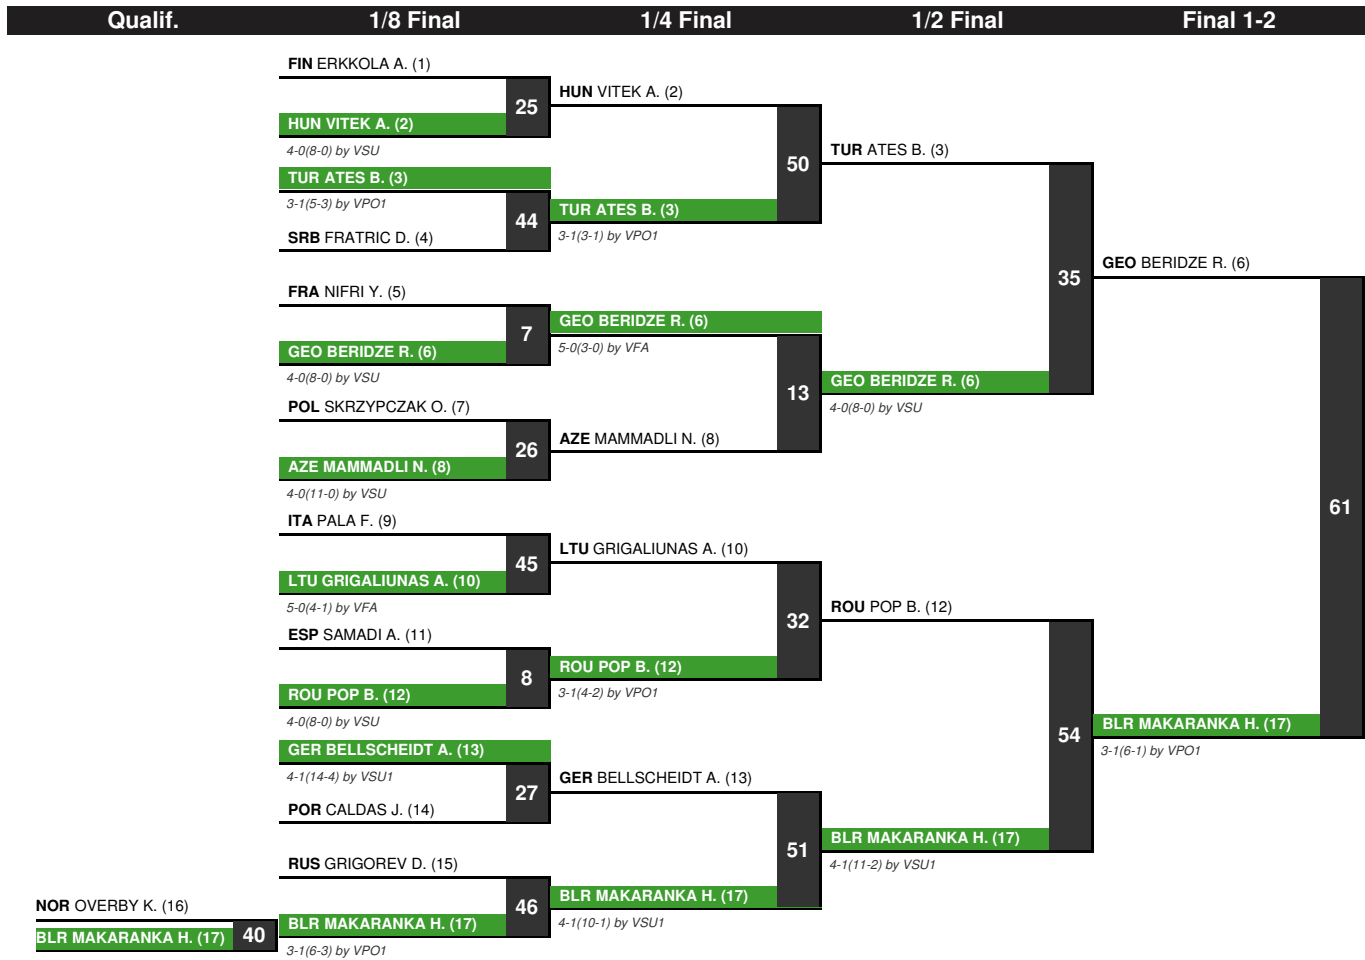 Qualif. 1/8 Final 1/4 Final 1/2 Final Final 1-2
FIN ERKKOLA A. (1)
25
HUN VITEK A. (2)
4-0(8-0) by VSU
TUR ATES B. (3)
3-1(5-3) by VPO1
44
SRB FRATRIC D. (4)
FRA NIFRI Y. (5)
7
GEO BERIDZE R. (6)
4-0(8-0) by VSU
POL SKRZYPCZAK O. (7)
26
AZE MAMMADLI N. (8)
4-0(11-0) by VSU
ITA PALA F. (9)
45
LTU GRIGALIUNAS A. (10)
5-0(4-1) by VFA
ESP SAMADI A. (11)
8
ROU POP B. (12)
4-0(8-0) by VSU
GER BELLSCHEIDT A. (13)
4-1(14-4) by VSU1
27
POR CALDAS J. (14)
RUS GRIGOREV D. (15)
46
BLR MAKARANKA H. (17)
3-1(6-3) by VPO1
NOR OVERBY K. (16)
BLR MAKARANKA H. (17) 40
HUN VITEK A. (2)
50
TUR ATES B. (3)
3-1(3-1) by VPO1
GEO BERIDZE R. (6)
5-0(3-0) by VFA
13
AZE MAMMADLI N. (8)
LTU GRIGALIUNAS A. (10)
32
ROU POP B. (12)
3-1(4-2) by VPO1
GER BELLSCHEIDT A. (13)
51
BLR MAKARANKA H. (17)
4-1(10-1) by VSU1
TUR ATES B. (3)
35
GEO BERIDZE R. (6)
4-0(8-0) by VSU
ROU POP B. (12)
54
BLR MAKARANKA H. (17)
4-1(11-2) by VSU1
GEO BERIDZE R. (6)
61
BLR MAKARANKA H. (17)
3-1(6-1) by VPO1